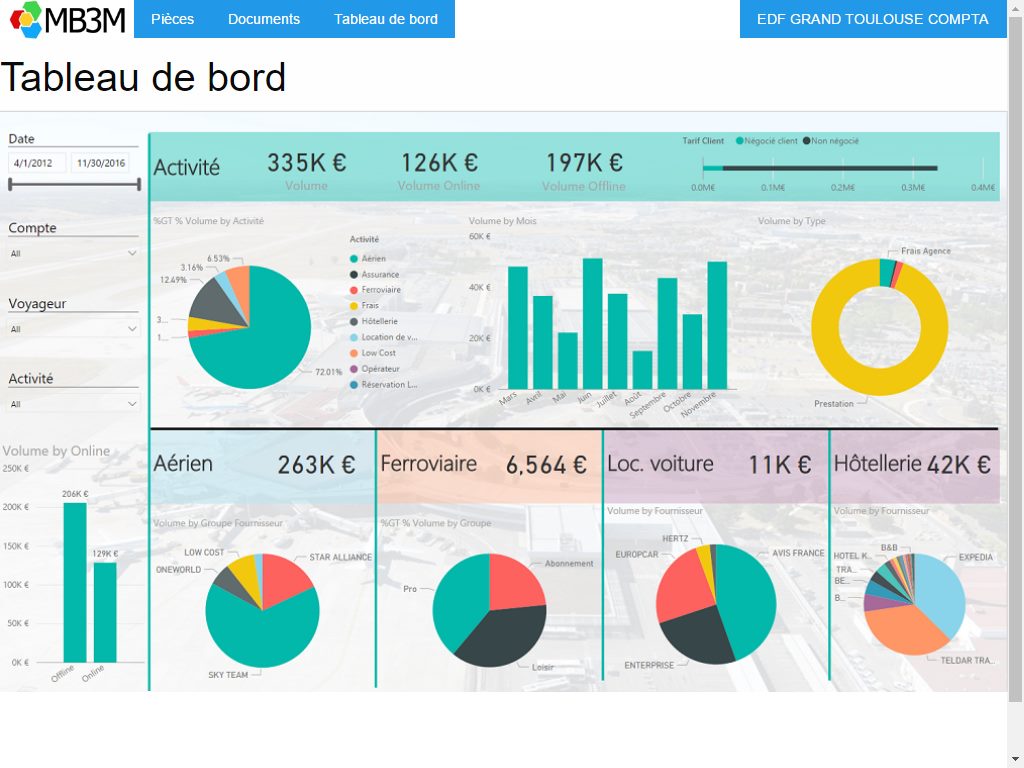 MB3M
Pièces Documents Tableau de bord
EDF GRAND TOULOUSE COMPTA
Tableau de bord
Date
4/1/2012 11/30/2016
Compte
All
Voyageur
All
Activité
All
Activité
335K €
Volume
126K €
Volume Online
197K €
Volume Offline
Tarif Client Négocié client Non négocié
0.0M€ 0.1M€ 0.2M€ 0.3M€ 0.4M€
%GT % Volume by Activité
6.53%
3.16%
12.49%
3...
1...
72.01%
Activité
Aérien
Assurance
Ferroviaire
Frais
Hôtellerie
Location de v...
Low Cost
Opérateur
Réservation L...
Volume by Mois
60K €
40K €
20K €
0K €
Mars Avril Mai Juin Juillet Août Septembre Octobre Novembre
Volume by Type
Frais Agence
Prestation
Volume by Online
250K €
200K €
150K €
100K €
50K €
0K €
206K €
129K €
Offline Online
Aérien 263K €
Volume by Groupe Fournisseur
LOW COST
ONEWORLD
STAR ALLIANCE
SKY TEAM
Ferroviaire 6,564 €
%GT % Volume by Groupe
Abonnement
Pro
Loisir
Loc. voiture 11K €
Volume by Fournisseur
HERTZ
EUROPCAR
AVIS FRANCE
ENTERPRISE
Hôtellerie 42K €
Volume by Fournisseur
B&B
HOTEL K...
TRA...
BE...
B...
EXPEDIA
TELDAR TRA...